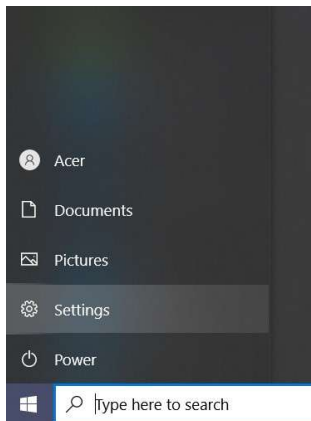 Acer
Documents
Pictures
Settings
Power
Type here to search